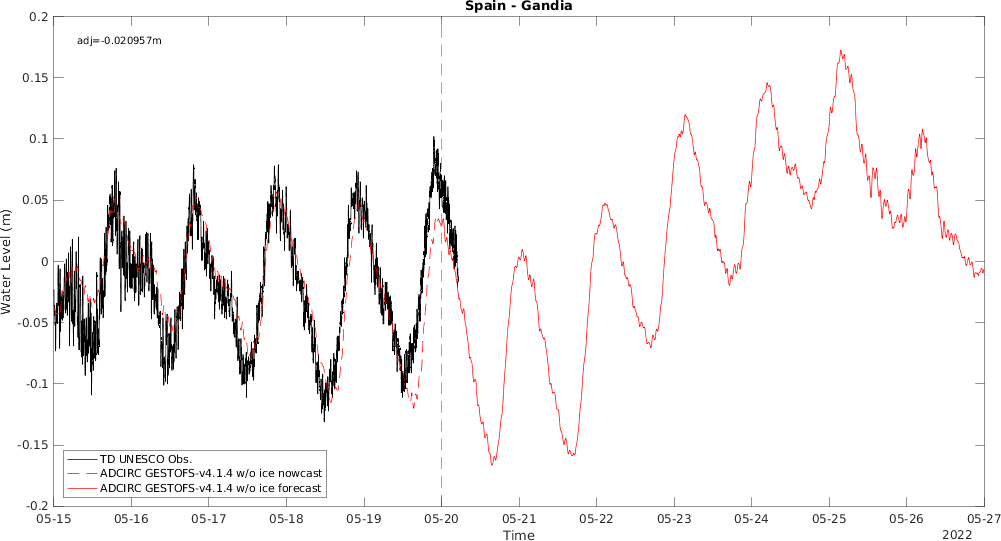 Spain - Gandia
adj=-0.020957m
0.2
0.15
0.1
0.05
0
-0.05
-0.1
-0.15
-0.2
Water Level (m)
TD UNESCO Obs.
ADCIRC GESTOFS-v4.1.4 w/o ice nowcast
ADCIRC GESTOFS-v4.1.4 w/o ice forecast
05-15 05-16 05-17 05-18 05-19 05-20 05-21 05-22 05-23 05-24 05-25 05-26 05-27
Time
2022